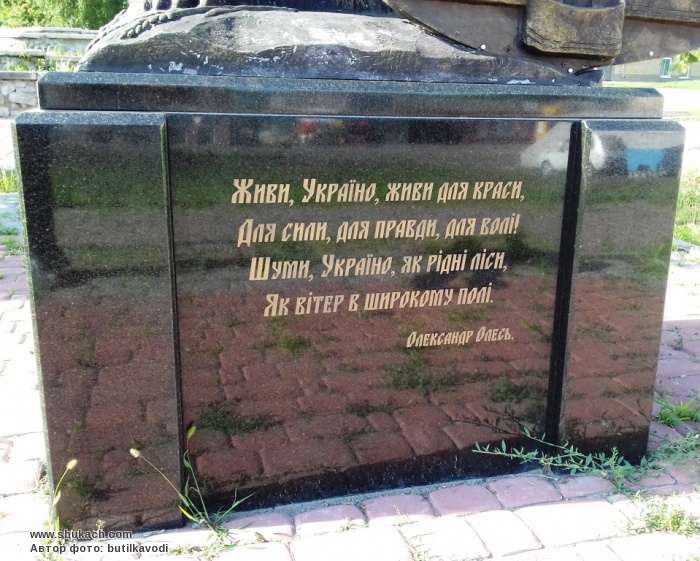 Живи, Україно, живи для краси,
Для сили, для правди, для волі!
Шуми, Україно, як рідні ліси,
Як вітер в широкому полі.
Олександр Олесь.
www.shukach.com
Автор фото: butilkavodi